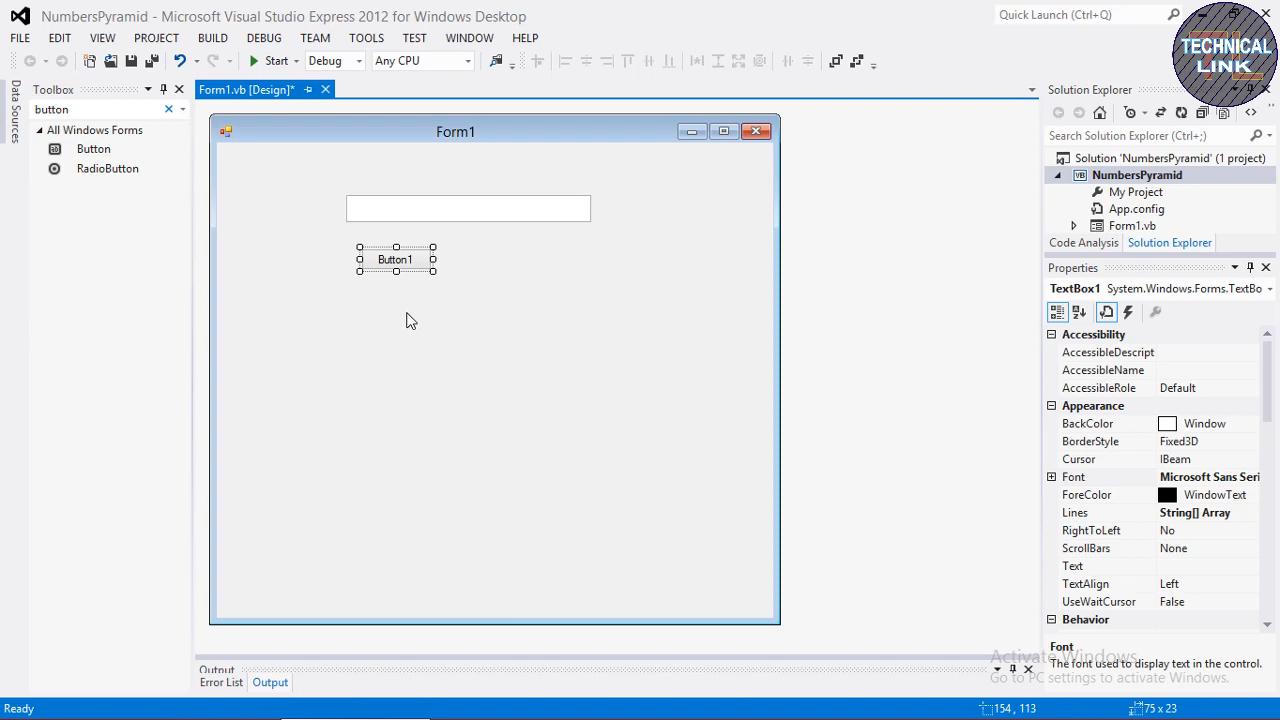 NumbersPyramid - Microsoft Visual Studio Express 2012 for Windows Desktop
Quick Launch (Ctrl+Q)
TECHNICAL
LINK
FILE EDIT VIEW PROJECT BUILD DEBUG TEAM TOOLS TEST WINDOW HELP
Start Debug Any CPU
Data Sources
Toolbox
button
All Windows Forms
Button
RadioButton
Form1.vb [Design]*
Form1
Button1
Solution Explorer
Search Solution Explorer (Ctrl+;)
Solution 'NumbersPyramid' (1 project)
VB NumbersPyramid
My Project
App.config
Form1.vb
Code Analysis Solution Explorer
Properties
TextBox1 System.Windows.Forms.TextBo
Accessibility
AccessibleDescript
AccessibleName
AccessibleRole Default
Appearance
BackColor Window
BorderStyle Fixed3D
Cursor IBeam
Font Microsoft Sans Seri
ForeColor WindowText
Lines String[] Array
RightToLeft No
ScrollBars None
Text
TextAlign Left
UseWaitCursor False
Behavior
Font
The font used to display text in the control.
Activate Windows
Go to PC settings to activate Windows.
Output
Error List Output
Ready 154 , 113 75 x 23